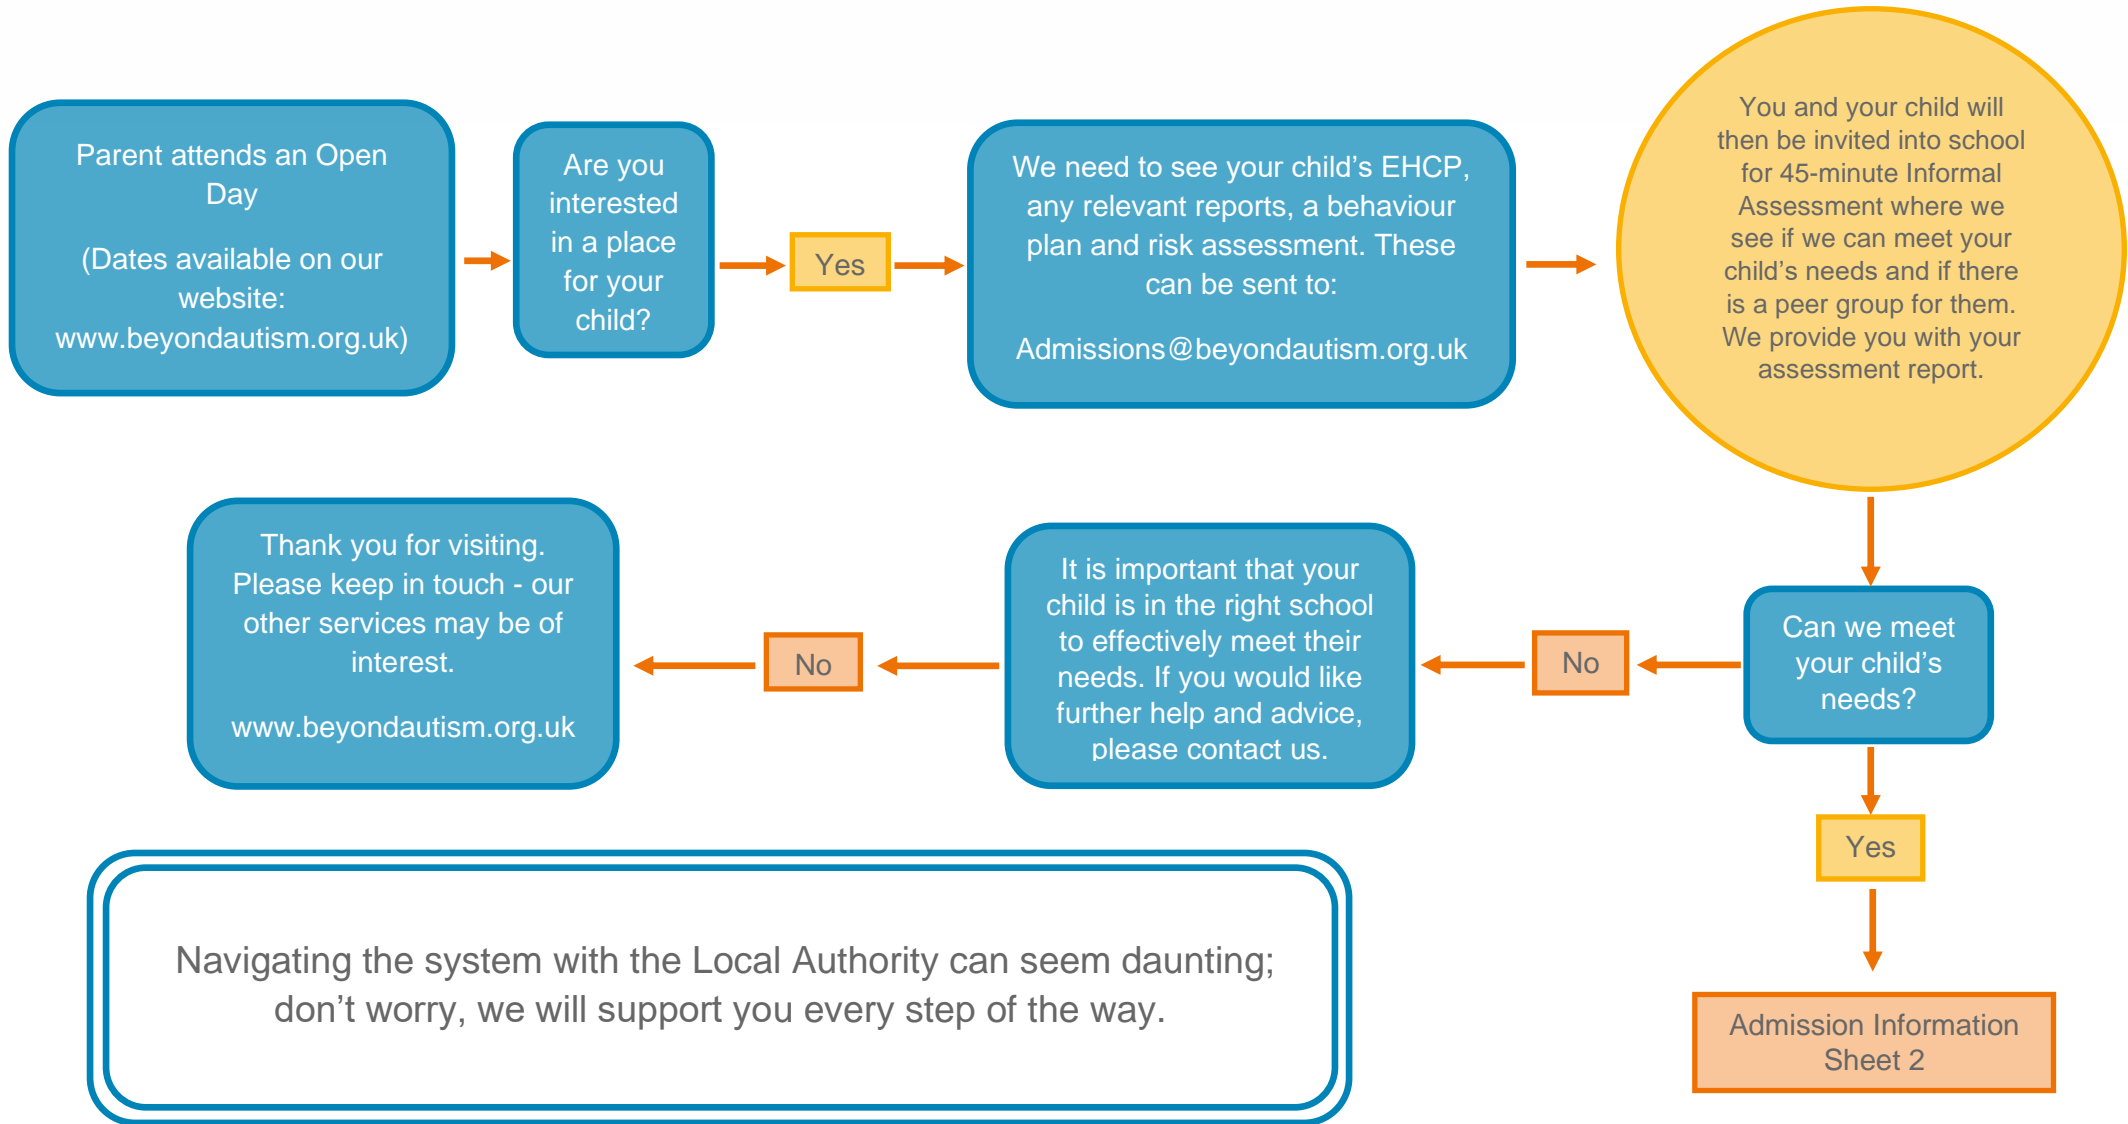 Parent attends an Open
Day
(Dates available on our
website:
www.beyondautism.org.uk)
Are you
interested
in a place
for your
child?
Yes
We need to see your child’s EHCP,
any relevant reports, a behaviour
plan and risk assessment. These
can be sent to:
Admissions@beyondautism.org.uk
You and your child will
then be invited into school
for 45-minute Informal
Assessment where we
see if we can meet your
child’s needs and if there
is a peer group for them.
We provide you with your
assessment report.
Can we meet
your child’s
needs?
No
It is important that your
child is in the right school
to effectively meet their
needs. If you would like
further help and advice,
please contact us.
No
Thank you for visiting.
Please keep in touch - our
other services may be of
interest.
www.beyondautism.org.uk
Yes
Admission Information
Sheet 2
Navigating the system with the Local Authority can seem daunting;
don’t worry, we will support you every step of the way.